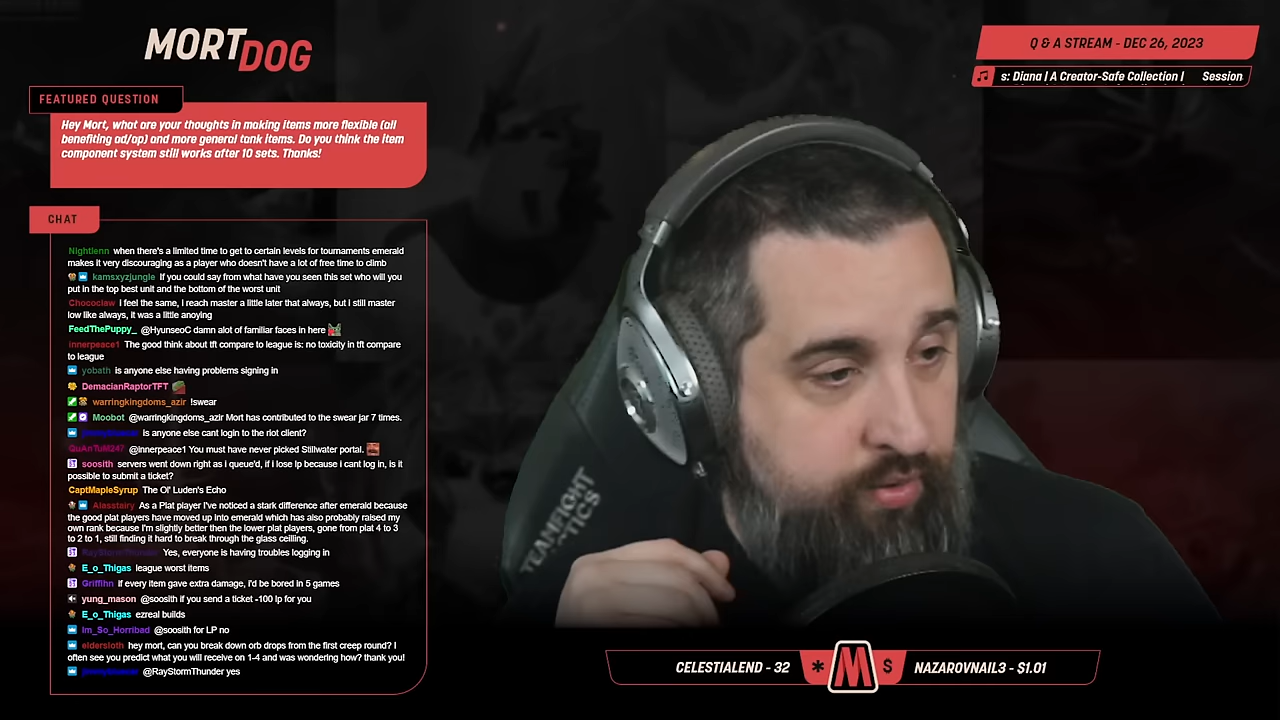 MORTDOG
Q & A STREAM - DEC 26, 2023
s: Diana | A Creator-Safe Collection | Session
FEATURED QUESTION
Hey Mort, what are your thoughts in making items more flexible (all
benefiting ad/ap) and more general tank items. Do you think the item
component system still works after 10 sets. Thanks!
CHAT
Nightlenn when there's a limited time to get to certain levels for tournaments emerald
makes it very discouraging as a player who doesn't have a lot of free time to climb
kamsxyzjungle If you could say from what have you seen this set who will you
put in the top best unit and the bottom of the worst unit
Chococlaw I feel the same, I reach master a little later that always, but I still master
low like always, it was a little anoying
FeedThePuppy_ @HyunseoC damn alot of familiar faces in here
innerpeace1 The good think about tft compare to league is: no toxicity in tft compare
to league
yobath is anyone else having problems signing in
DemacianRaptorTFT
warringkingdoms_azir !swear
Moobot @warringkingdoms_azir Mort has contributed to the swear jar 7 times.
is anyone else cant login to the riot client?
QuAnTuM247 @innerpeace1 You must have never picked Stillwater portal.
soosith servers went down right as i queue'd, if I lose lp because i cant log in, is it
possible to submit a ticket?
CaptMapleSyrup The Ol' Luden's Echo
Alasstairy As a Plat player I've noticed a stark difference after emerald because
the good plat players have moved up into emerald which has also probably raised my
own rank because I'm slightly better then the lower plat players, gone from plat 4 to 3
to 2 to 1, still finding it hard to break through the glass ceilling.
RayStormThunder Yes, everyone is having troubles logging in
E_o_Thigas league worst items
Griffihn If every item gave extra damage, I'd be bored in 5 games
yung_mason @soosith if you send a ticket -100 lp for you
E_o_Thigas ezreal builds
Im_So_Horribad @soosith for LP no
eldersloth hey mort, can you break down orb drops from the first creep round? I
often see you predict what you will receive on 1-4 and was wondering how? thank you!
@RayStormThunder yes
TEAMFIGHT
TACTICS
CELESTIALEND - 32 * M $ NAZAROVNAIL3 - $1.01